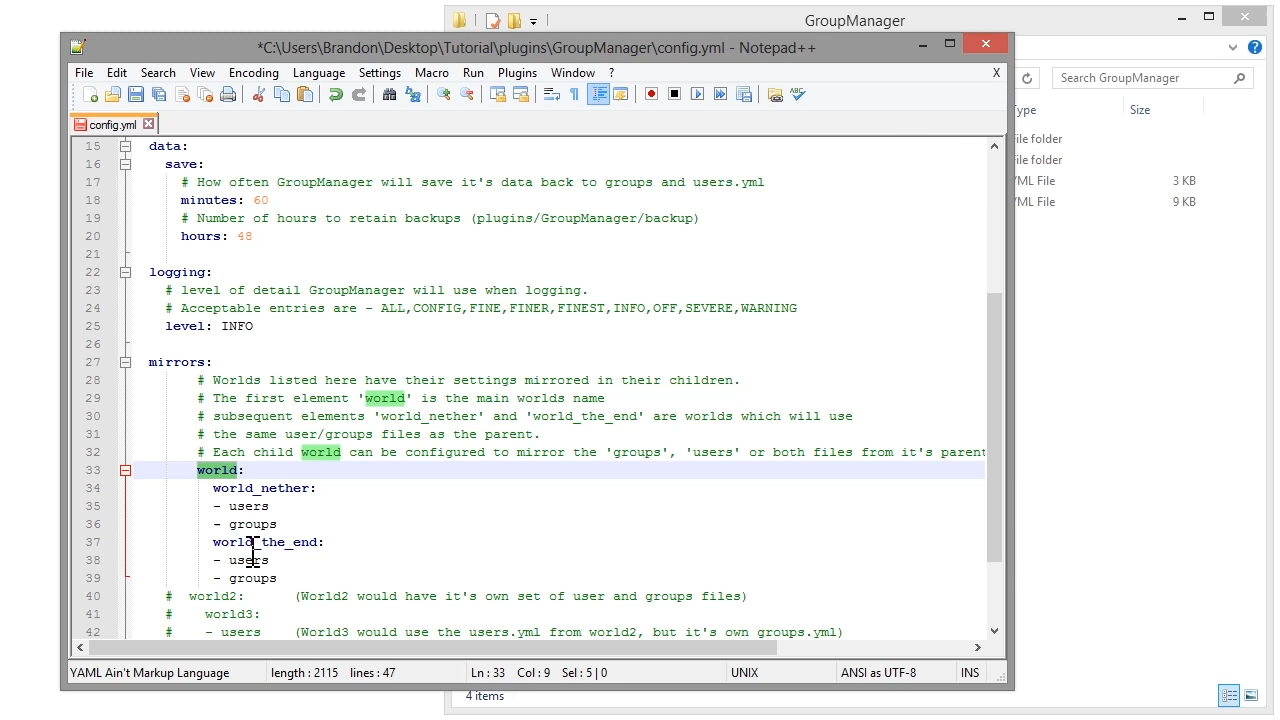 GroupManager
*C:\Users\Brandon\Desktop\Tutorial\plugins\GroupManager\config.yml - Notepad++
File Edit Search View Encoding Language Settings Macro Run Plugins Window ? X
Search GroupManager
config.yml
Type Size
File folder
File folder
YML File 3 KB
YML File 9 KB
15 data:
16 save:
17 # How often GroupManager will save it's data back to groups and users.yml
18 minutes: 60
19 # Number of hours to retain backups (plugins/GroupManager/backup)
20 hours: 48
21
22 logging:
23 # level of detail GroupManager will use when logging.
24 # Acceptable entries are - ALL,CONFIG,FINE,FINER,FINEST,INFO,OFF,SEVERE,WARNING
25 level: INFO
26
27 mirrors:
28 # Worlds listed here have their settings mirrored in their children.
29 # The first element 'world' is the main worlds name
30 # subsequent elements 'world_nether' and 'world_the_end' are worlds which will use
31 # the same user/groups files as the parent.
32 # Each child world can be configured to mirror the 'groups', 'users' or both files from it's parent
33 world:
34 world_nether:
35 - users
36 - groups
37 world_the_end:
38 - users
39 - groups
40 # world2: (World2 would have it's own set of user and groups files)
41 # world3:
42 # - users (World3 would use the users.yml from world2, but it's own groups.yml)
YAML Ain't Markup Language length : 2115 lines : 47 Ln : 33 Col : 9 Sel : 5 | 0 UNIX ANSI as UTF-8 INS
4 items